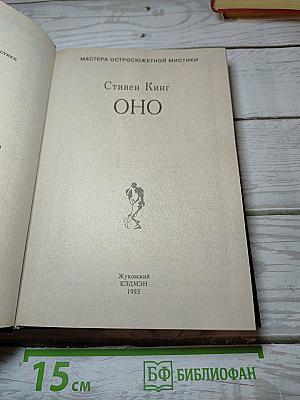 МАСТЕРА ОСТРОСЮЖЕТНОЙ МИСТИКИ
Стивен Кинг
ОНО
Жуковский
КЭДМЭН
1993
15 см
БФ БИБЛИОФАН